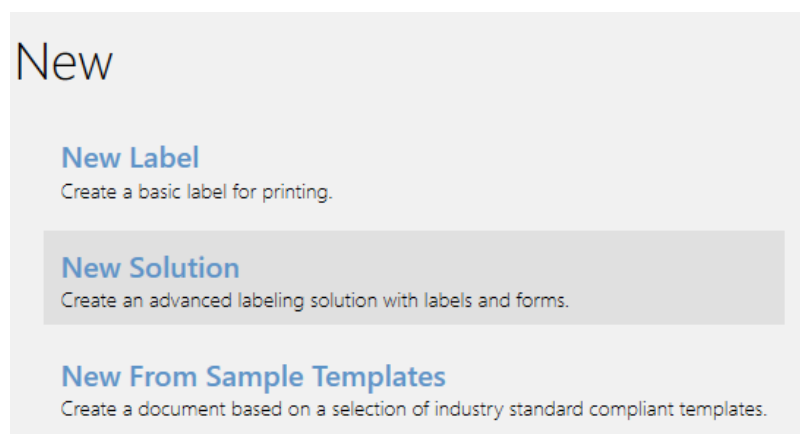 New
New Label
Create a basic label for printing.
New Solution
Create an advanced labeling solution with labels and forms.
New From Sample Templates
Create a document based on a selection of industry standard compliant templates.